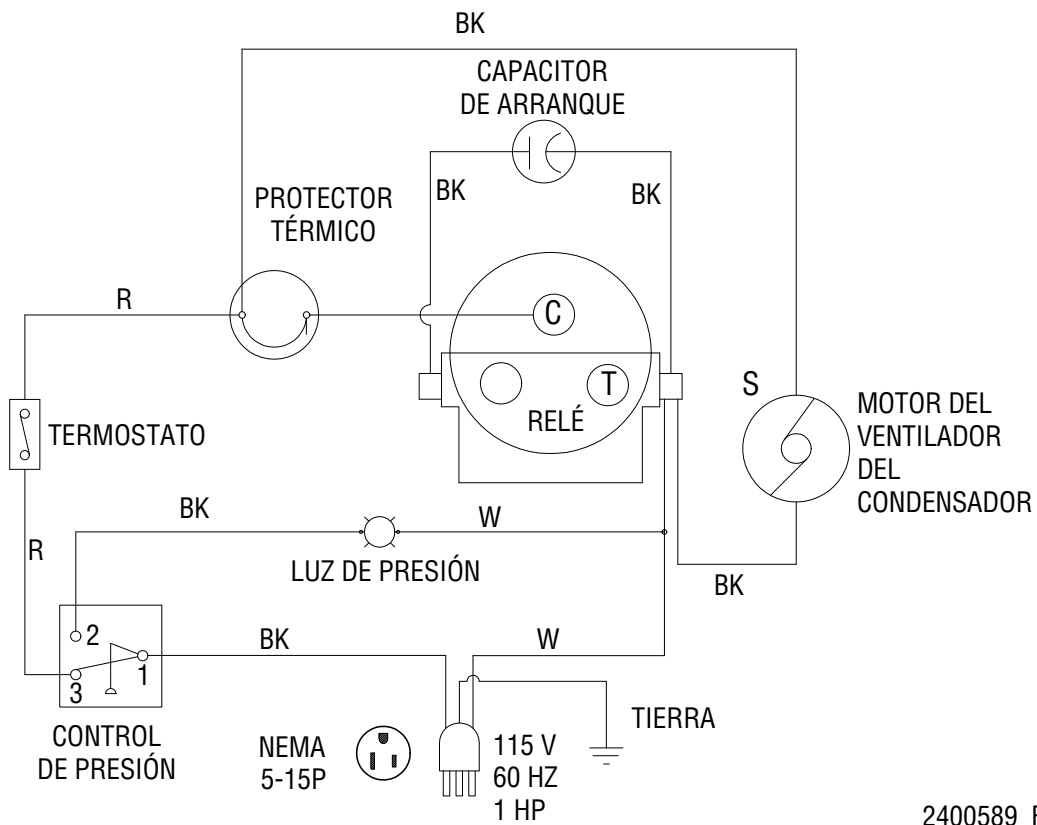 BK
CAPACITOR
DE ARRANQUE
BK
BK
PROTECTOR
TÉRMICO
R
C
T
RELÉ
S
MOTOR DEL
VENTILADOR
DEL
CONDENSADOR
TERMOSTATO
BK
W
R
LUZ DE PRESIÓN
BK
2
1
3
BK
W
CONTROL
DE PRESIÓN
NEMA
5-15P
115 V
60 HZ
1 HP
TIERRA
2400589